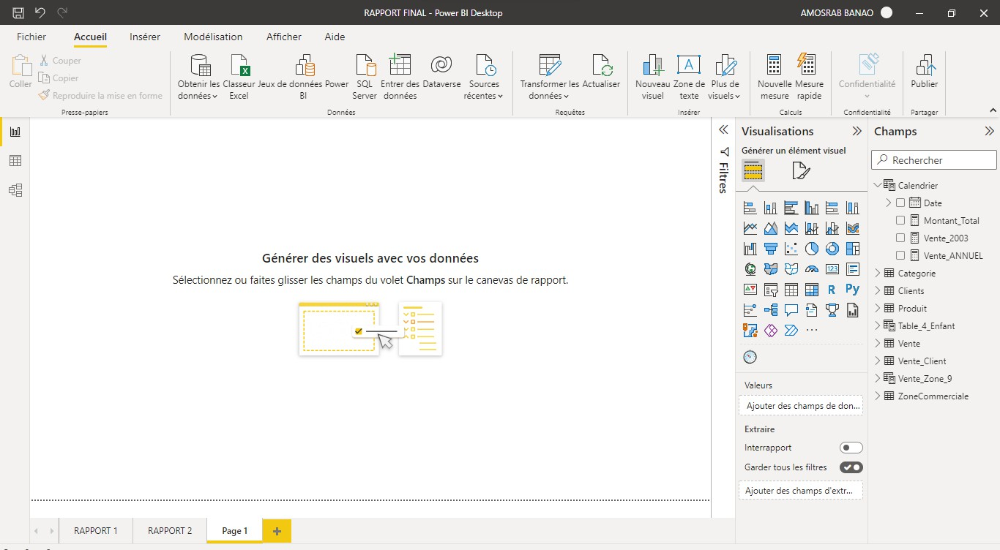 RAPPORT FINAL - Power BI Desktop
AMOSRAB BANAO
Fichier
Accueil
Insérer
Modélisation
Afficher
Aide
Coller
Couper
Copier
Reproduire la mise en forme
Presse-papiers
Obtenir les données
Classeur Excel
Jeux de données Power BI
SQL Server
Entrer des données
Dataverse
Sources récentes
Données
Transformer les données
Actualiser
Requêtes
Nouveau visuel
Zone de texte
Plus de visuels
Insérer
Nouvelle mesure
Mesure rapide
Calculs
Confidentialité
Confidentialité
Publier
Partager
Générer des visuels avec vos données
Sélectionnez ou faites glisser les champs du volet Champs sur le canevas de rapport.
Filtres
Visualisations
Générer un élément visuel
123
R
Py
Valeurs
Ajouter des champs de don...
Extraire
Interrapport
Garder tous les filtres
Ajouter des champs d'extr...
Champs
Rechercher
Calendrier
Date
Montant_Total
Vente_2003
Vente_ANNUEL
Categorie
Clients
Produit
Table_4_Enfant
Vente
Vente_Client
Vente_Zone_9
ZoneCommerciale
RAPPORT 1
RAPPORT 2
Page 1